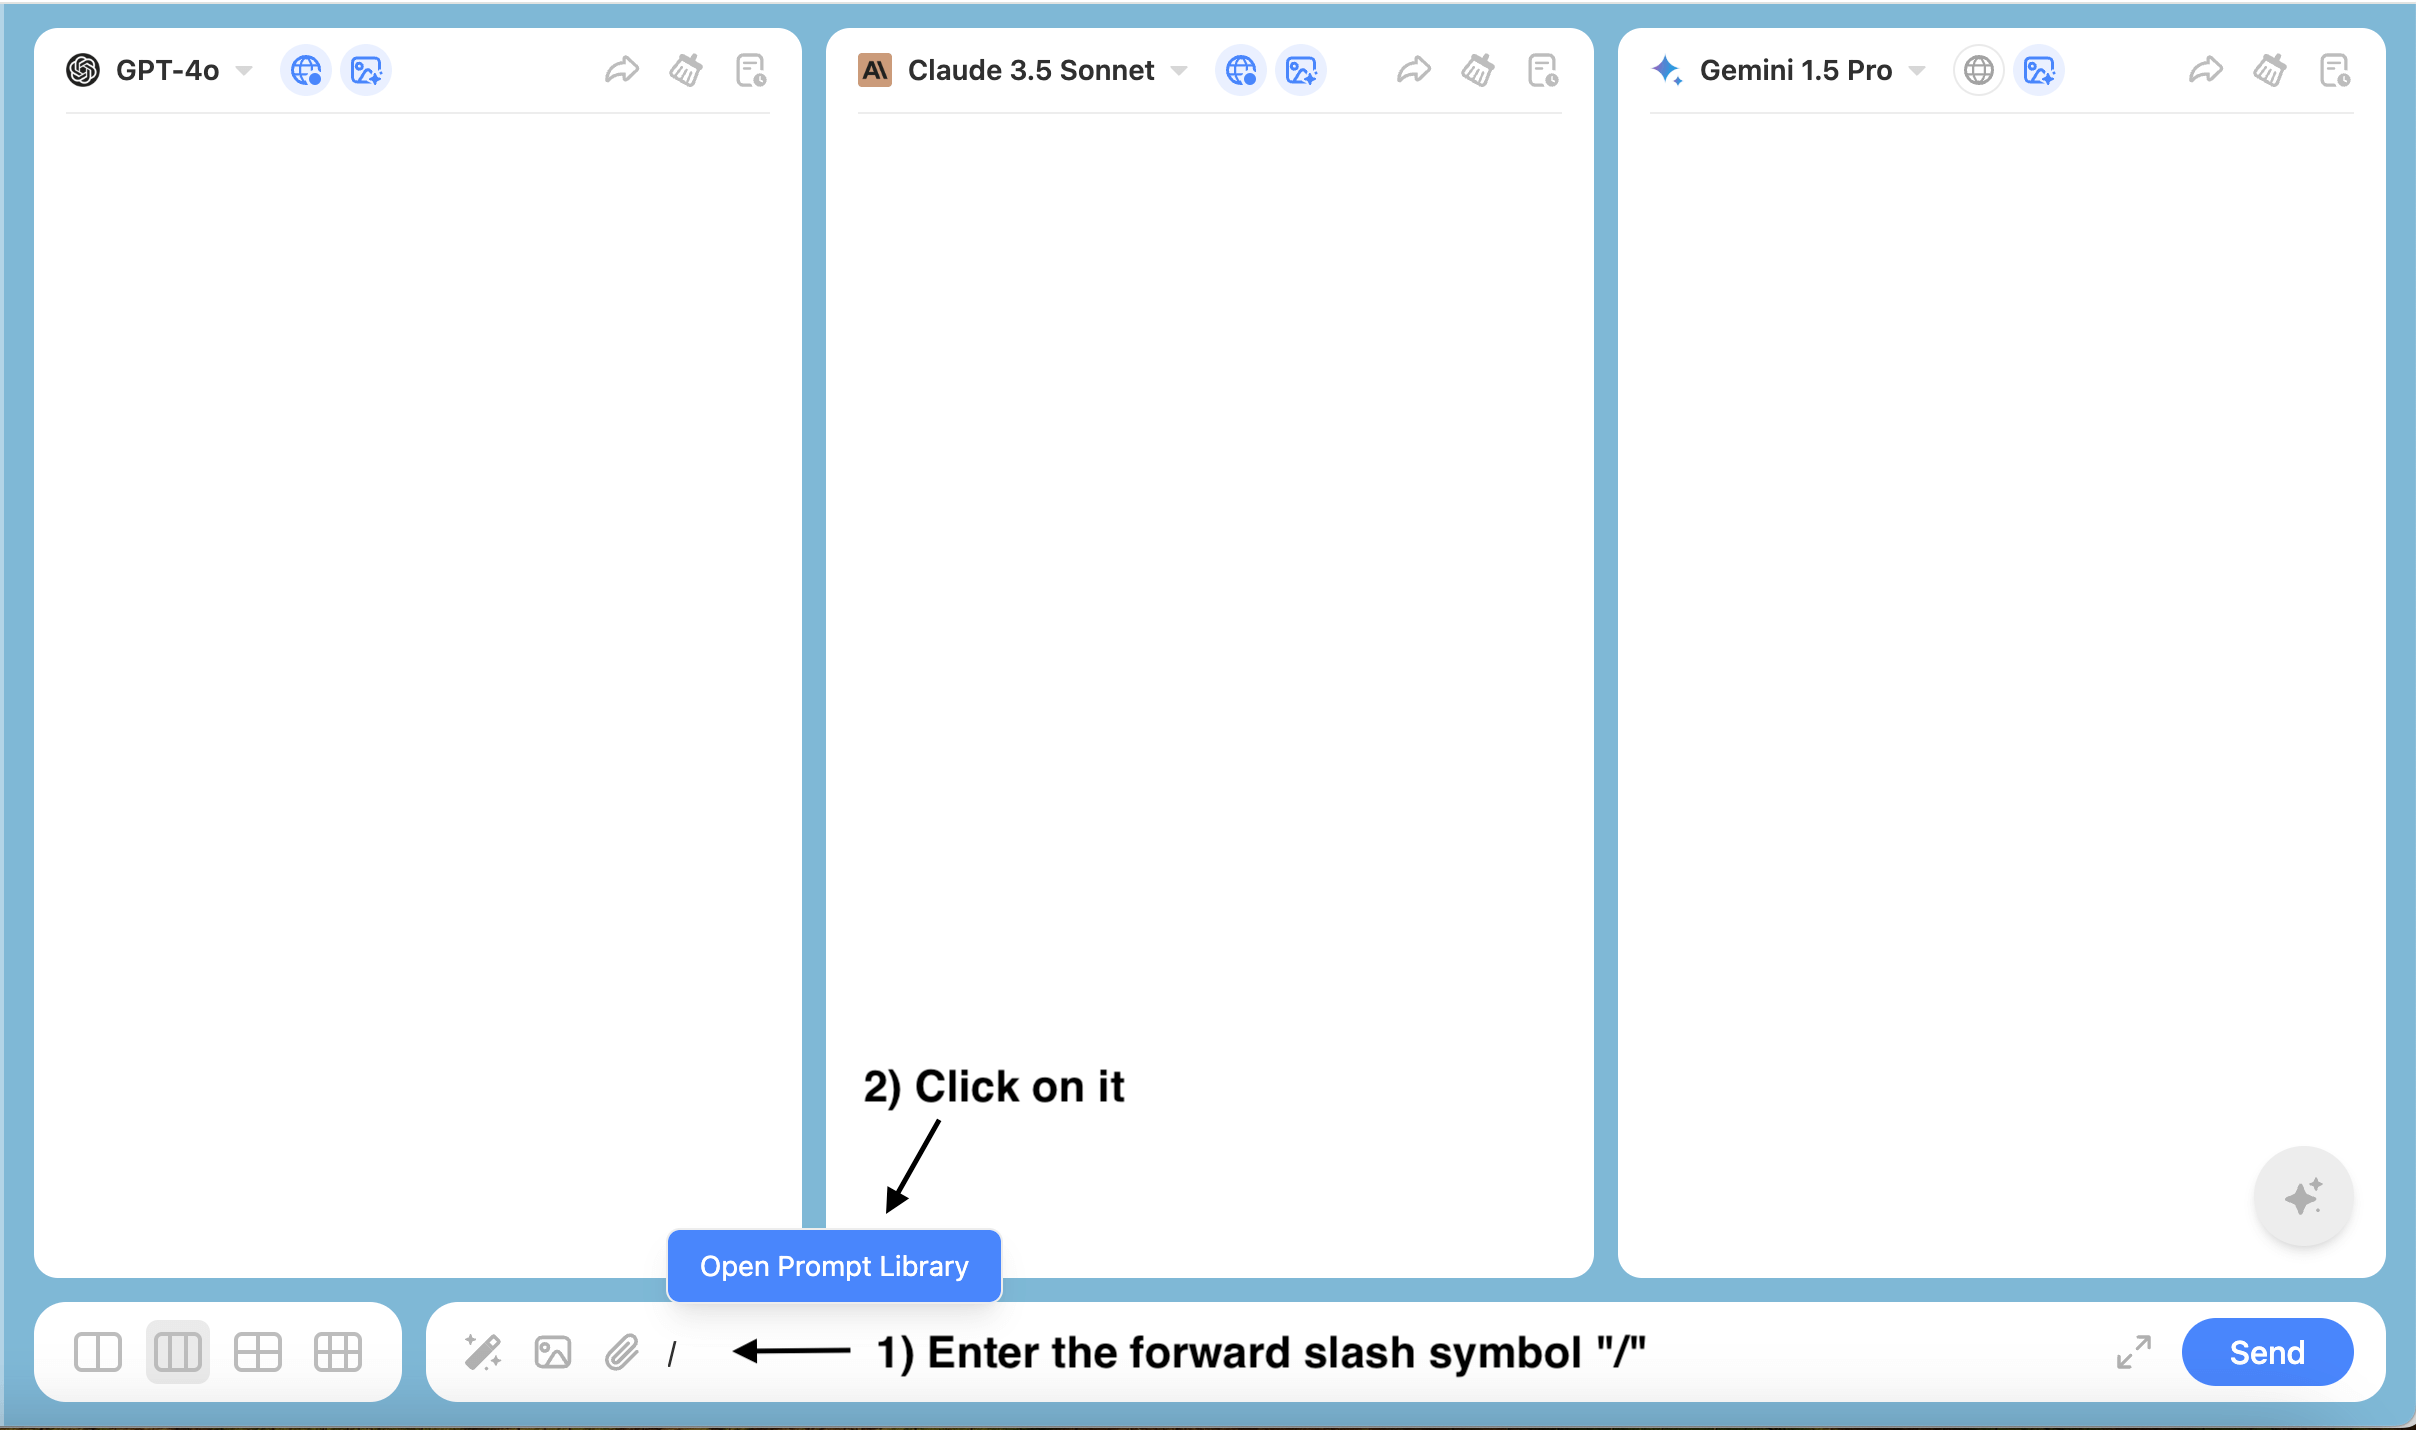 GPT-4o
Claude 3.5 Sonnet
Gemini 1.5 Pro
2) Click on it
Open Prompt Library
/
1) Enter the forward slash symbol "/"
Send